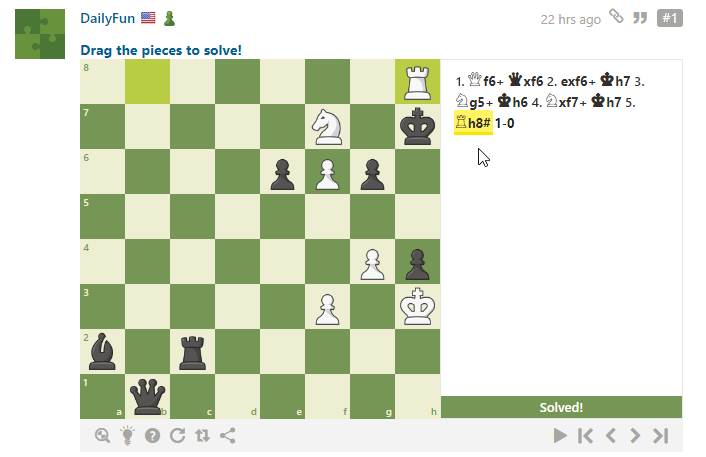 DailyFun
22 hrs ago
#1
Drag the pieces to solve!
8
7
6
5
4
3
2
1
a b c d e f g h
1. ♕f6+ ♛xf6 2. exf6+ ♚h7 3.
♘g5+ ♚h6 4. ♘xf7+ ♚h7 5.
♖h8# 1-0
Solved!